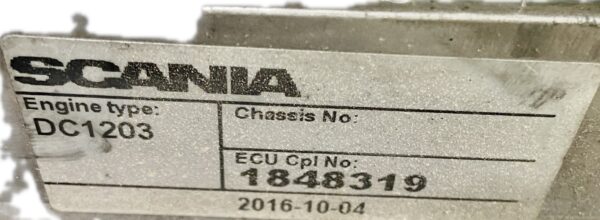 SCANIA
Engine type:
DC1203
Chassis No:
ECU Cpl No:
1848319
2016-10-04